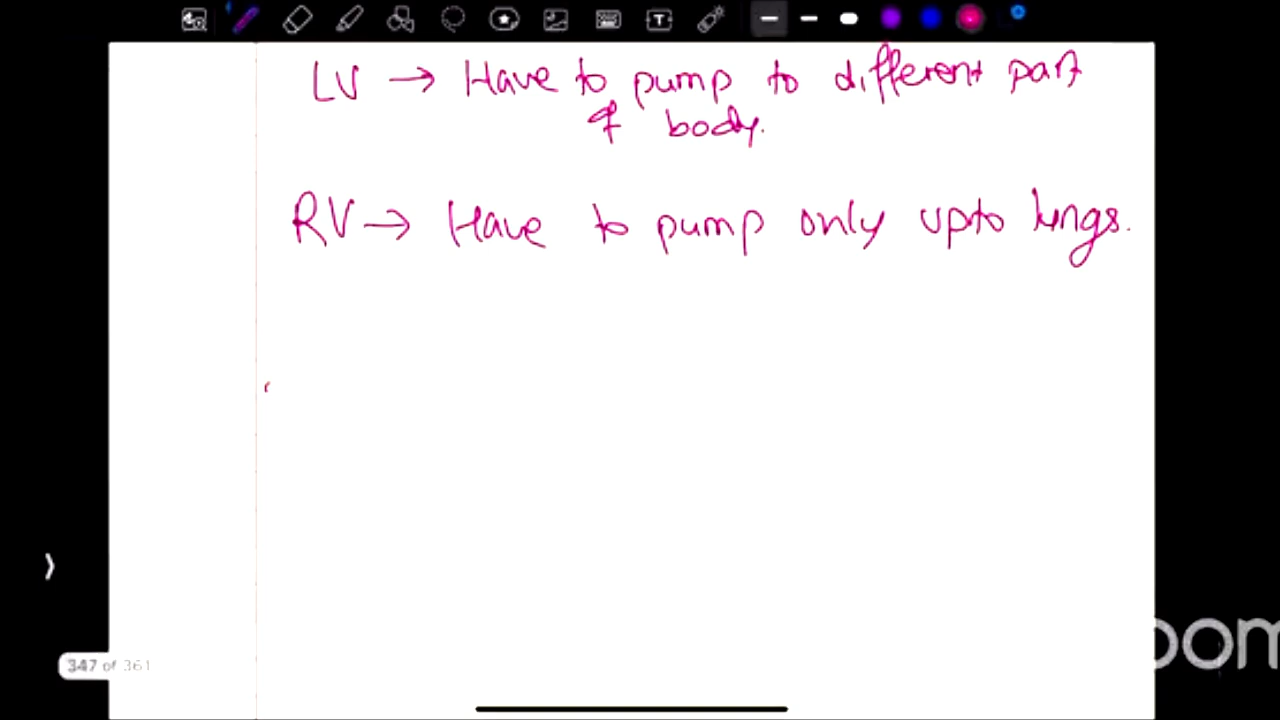 LV → Have to pump to different part
of body.
RV → Have to pump only upto lungs.
347 of 361
oom